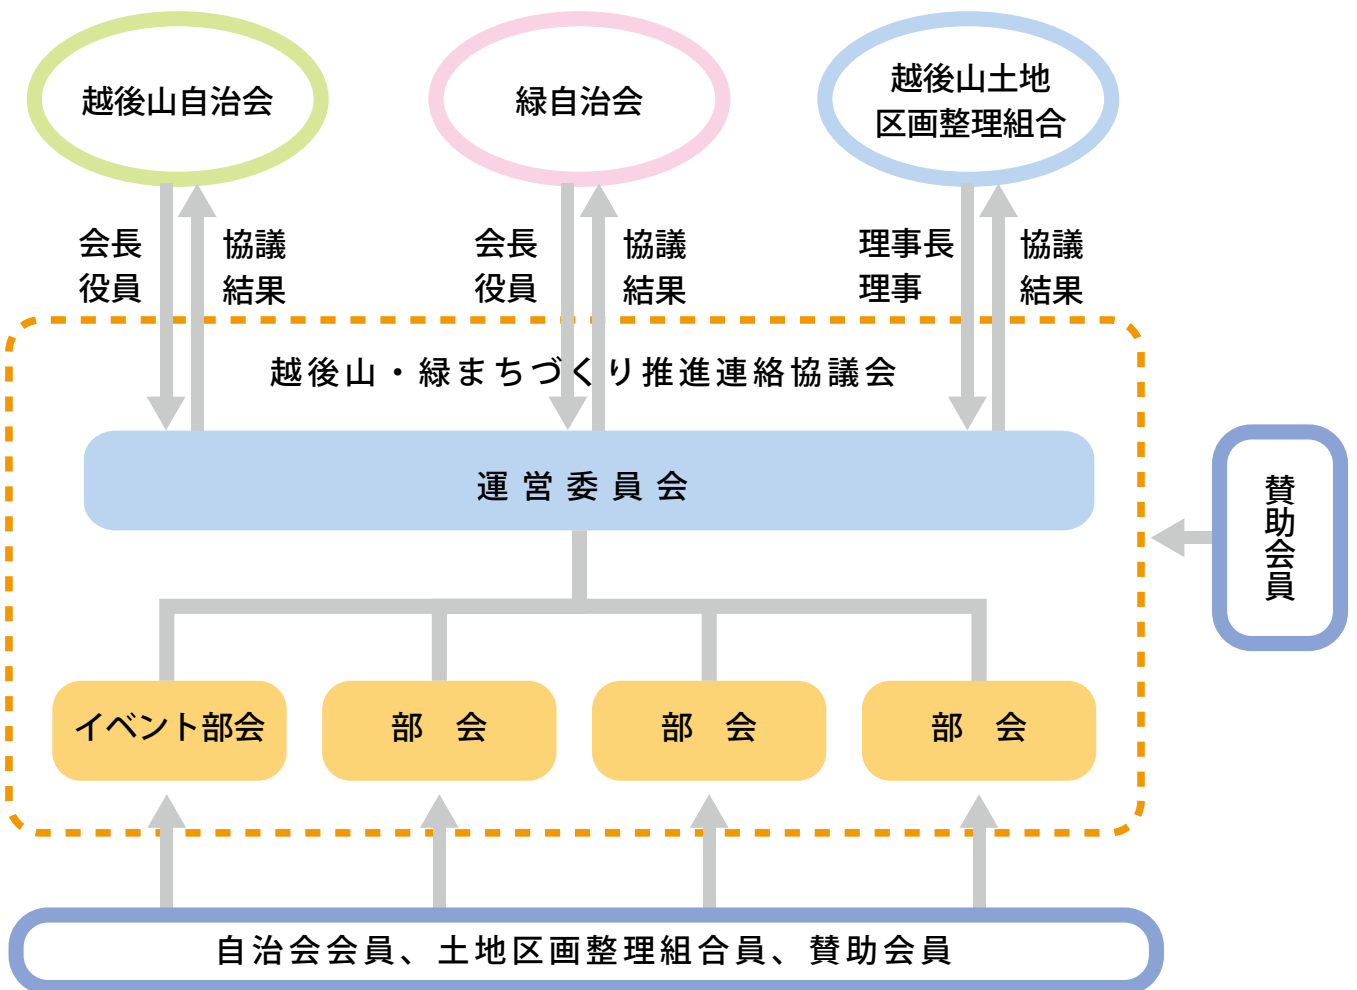 越後山自治会
緑自治会
越後山土地
区画整理組合
会長
役員
協議
結果
会長
役員
協議
結果
理事長
理事
協議
結果
越後山・緑まちづくり推進連絡協議会
運営委員会
賛助会員
イベント部会
部　会
部　会
部　会
自治会会員、土地区画整理組合員、賛助会員